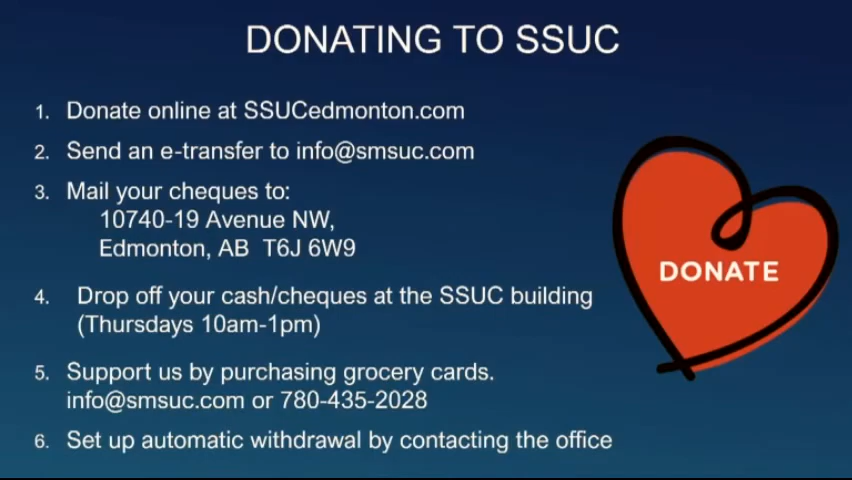 DONATING TO SSUC
1. Donate online at SSUCedmonton.com
2. Send an e-transfer to info@smsuc.com
3. Mail your cheques to:
10740-19 Avenue NW,
Edmonton, AB T6J 6W9
4. Drop off your cash/cheques at the SSUC building
(Thursdays 10am-1pm)
5. Support us by purchasing grocery cards.
info@smsuc.com or 780-435-2028
6. Set up automatic withdrawal by contacting the office
DONATE